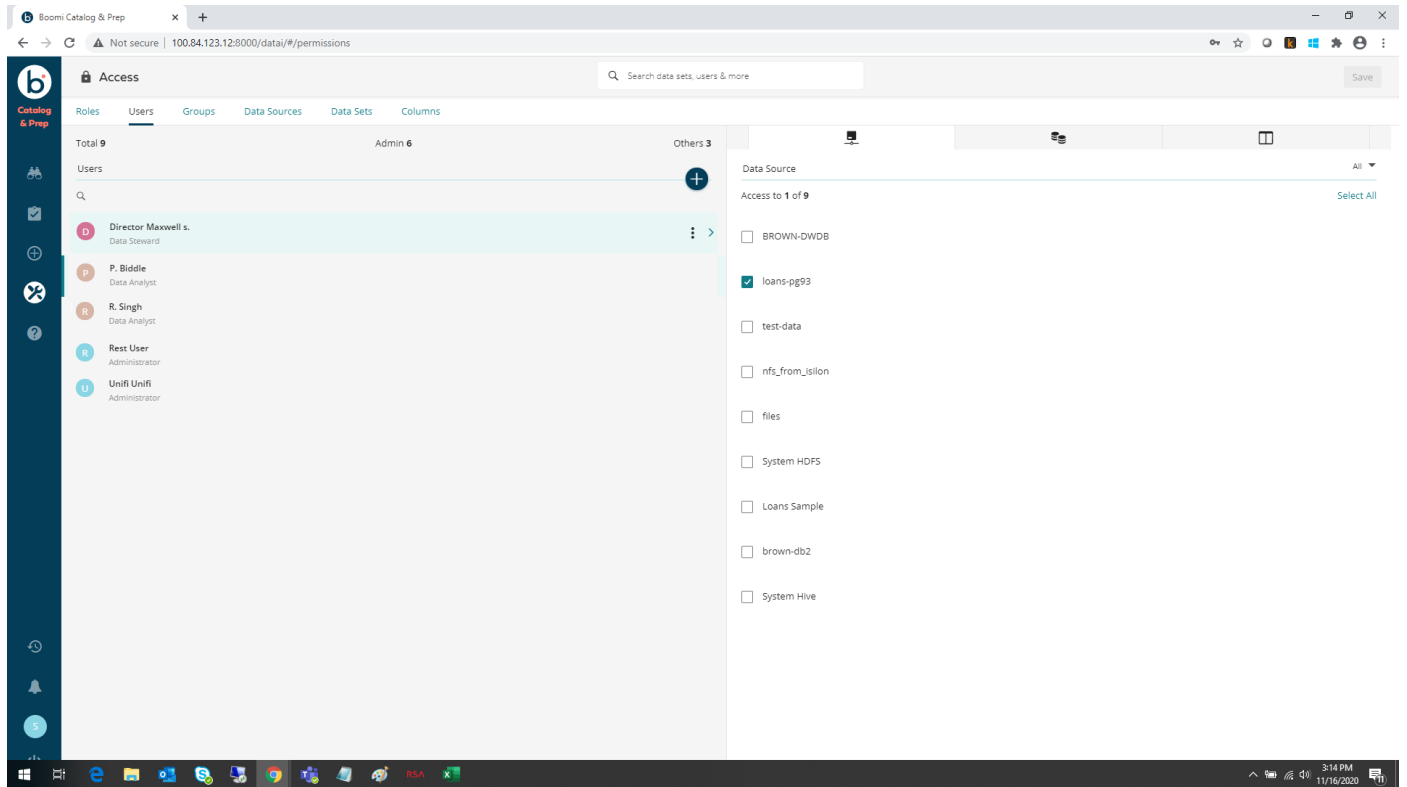 Boomi Catalog & Prep
Not secure | 100.84.123.12:8000/datai/#/permissions
b
Catalog
& Prep
Access
Search data sets, users & more
Save
Roles Users Groups Data Sources Data Sets Columns
Total 9 Admin 6 Others 3
Users
D
Director Maxwell s.
Data Steward
P
P. Biddle
Data Analyst
R
R. Singh
Data Analyst
R
Rest User
Administrator
U
Unifi Unifi
Administrator
Data Source All
Access to 1 of 9 Select All
BROWN-DWDB
loans-pg93
test-data
nfs_from_isilon
files
System HDFS
Loans Sample
brown-db2
System Hive
S
RSA
3:14 PM
11/16/2020